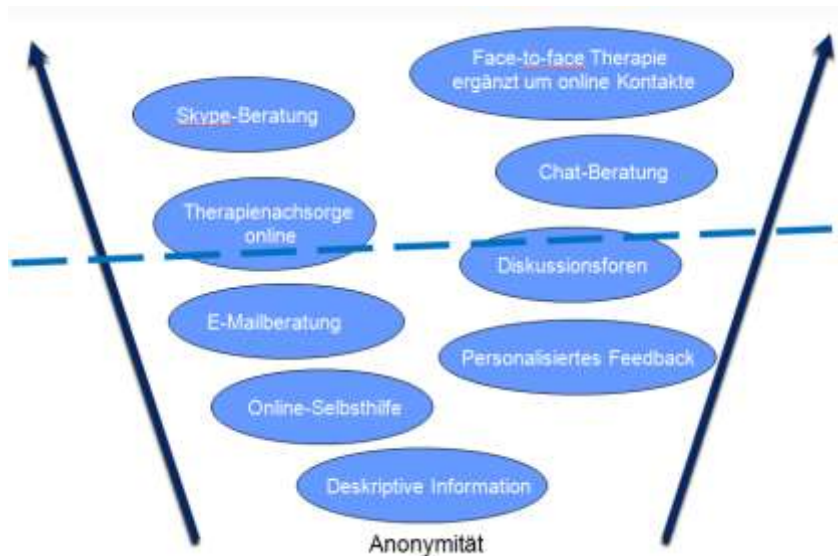 Face-to-face Therapie
ergänzt um online Kontakte
Skype-Beratung
Chat-Beratung
Therapienachsorge
online
Diskussionsforen
E-Mailberatung
Personalisiertes Feedback
Online-Selbsthilfe
Deskriptive Information
Anonymität